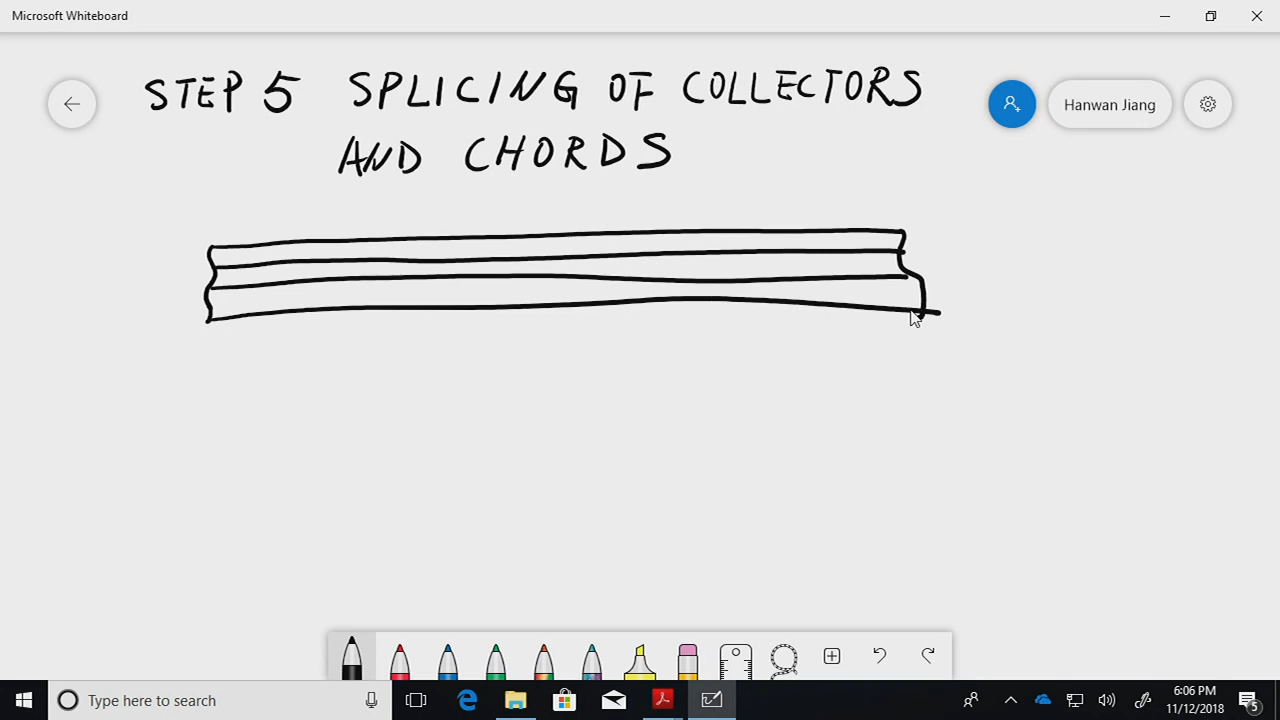 Microsoft Whiteboard
STEP 5 SPLICING OF COLLECTORS
AND CHORDS
Hanwan Jiang
Type here to search
6:06 PM
11/12/2018
5